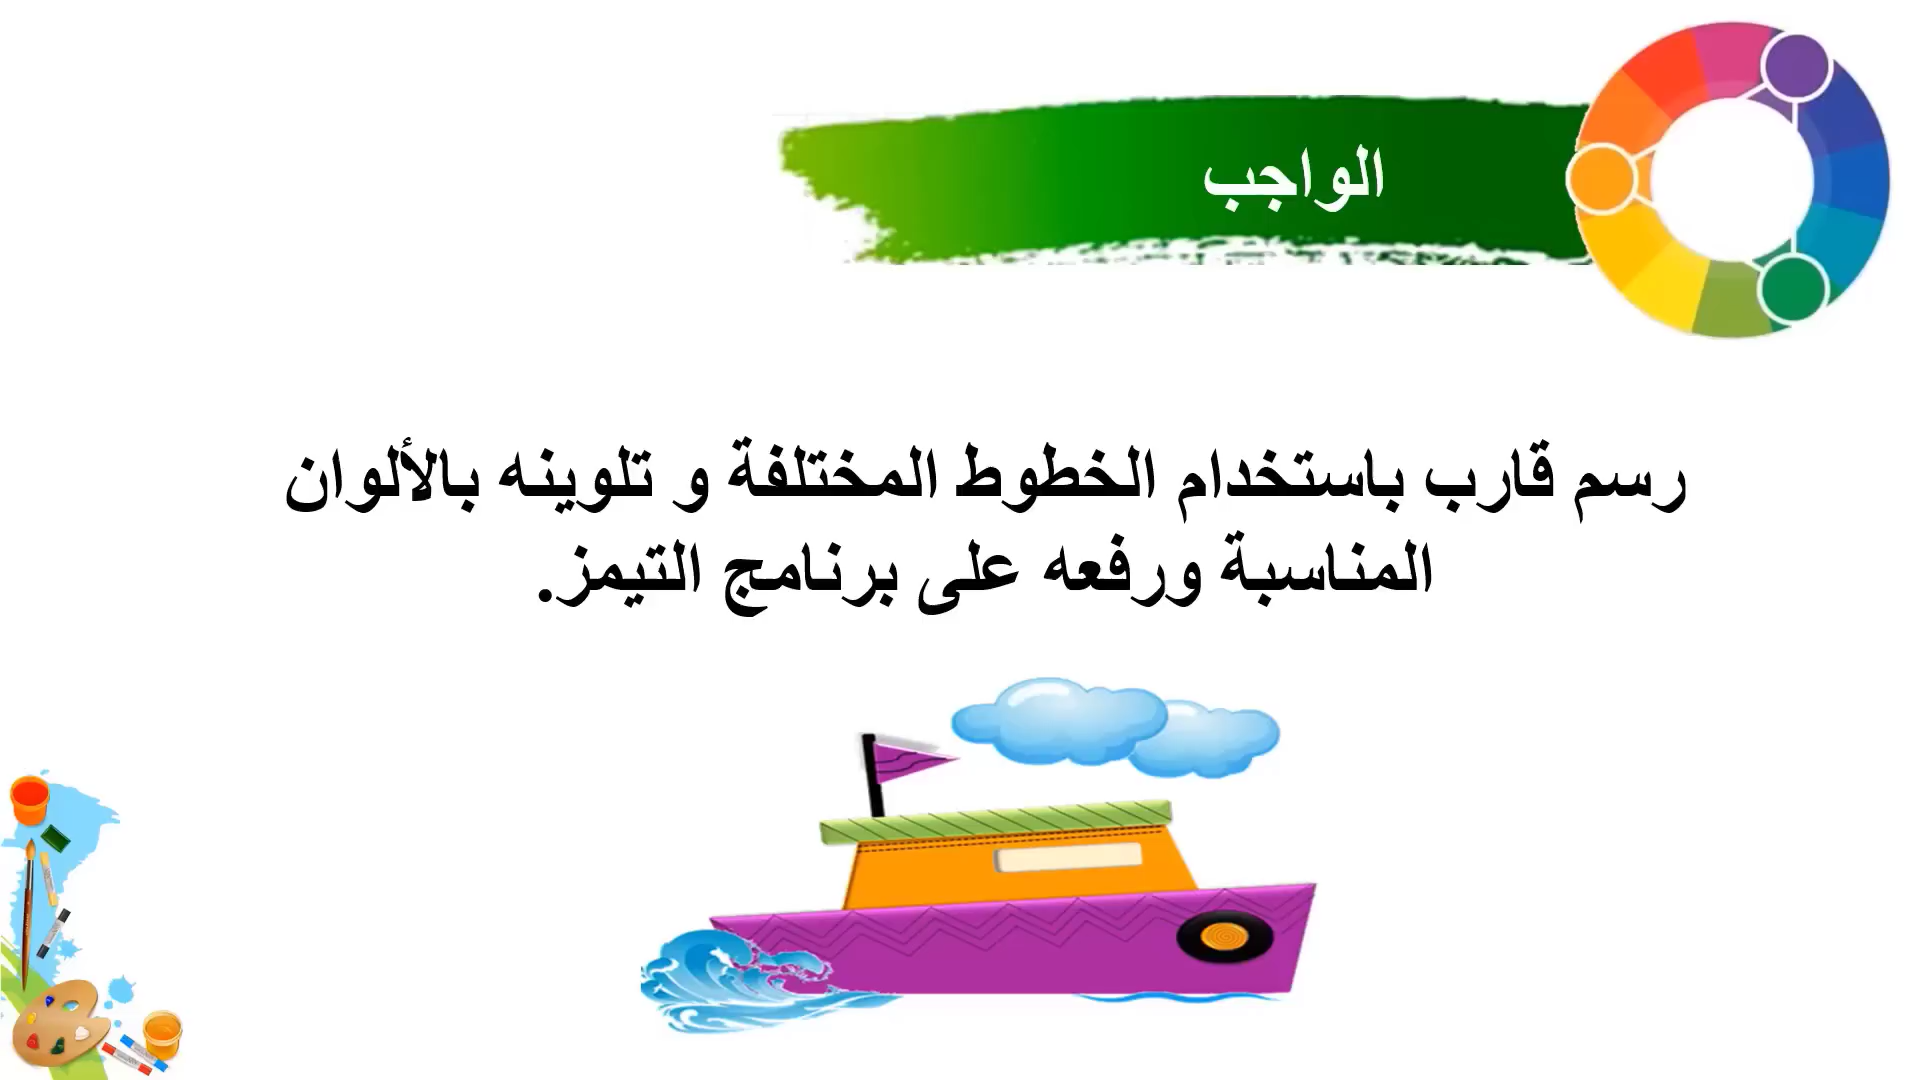 الواجب
رسم قارب باستخدام الخطوط المختلفة و تلوينه بالألوان
المناسبة ورفعه على برنامج التيمز.